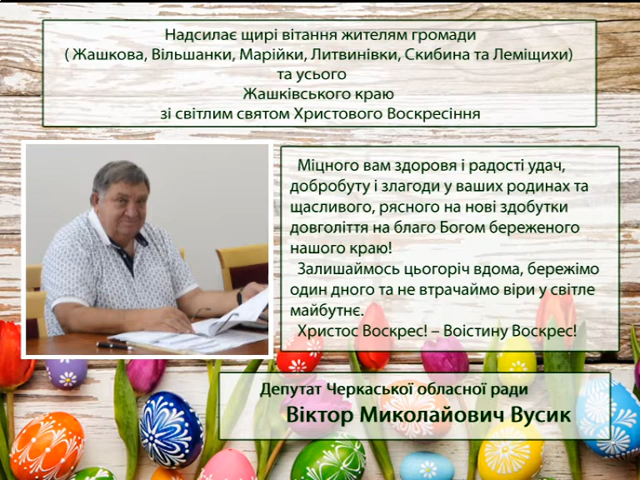 Надсилає щирі вітання жителям громади
( Жашкова, Вільшанки, Марійки, Литвинівки, Скибина та Леміщихи)
та усього
Жашківського краю
зі світлим святом Христового Воскресіння
Міцного вам здоровя і радості удач,
добробуту і злагоди у ваших родинах та
щасливого, рясного на нові здобутки
довголіття на благо Богом береженого
нашого краю!
Залишаймось цьогоріч вдома, бережімо
один дного та не втрачаймо віри у світле
майбутнє.
Христос Воскрес! – Воістину Воскрес!
Депутат Черкаської обласної ради
Віктор Миколайович Вусик